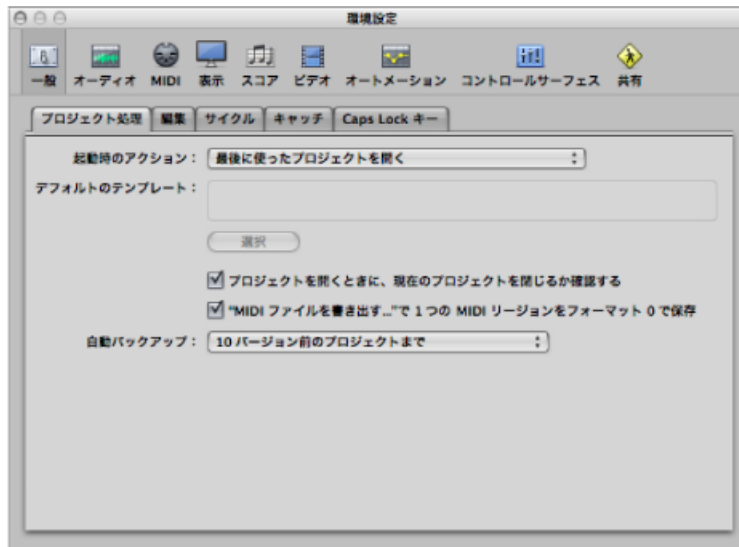 環境設定
一般 オーディオ MIDI 表示 スコア ビデオ オートメーション コントロールサーフェス 共有
プロジェクト処理 編集 サイクル キャッチ Caps Lock キー
起動時のアクション： 最後に使ったプロジェクトを開く
デフォルトのテンプレート：
選択
プロジェクトを開くときに、現在のプロジェクトを閉じるか確認する
"MIDI ファイルを書き出す..."で 1 つの MIDI リージョンをフォーマット 0 で保存
自動バックアップ： 10 バージョン前のプロジェクトまで